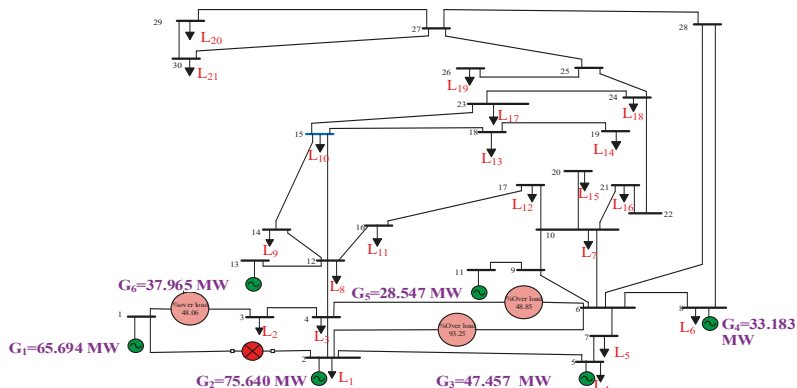 29
L20
27
28
30
L21
26
L19
25
23
L17
24
L18
15
L10
18
L13
19
L14
20
L15
21
L16
22
17
L12
16
L11
14
L9
10
L7
13
12
L8
11
9
G6=37.965 MW
G5=28.547 MW
%over load
48.06
%Over load
48.85
1
3
L2
4
L3
6
8
L6
G4=33.183
MW
%Over load
93.25
7
L5
G1=65.694 MW
2
L1
5
G2=75.640 MW
G3=47.457 MW